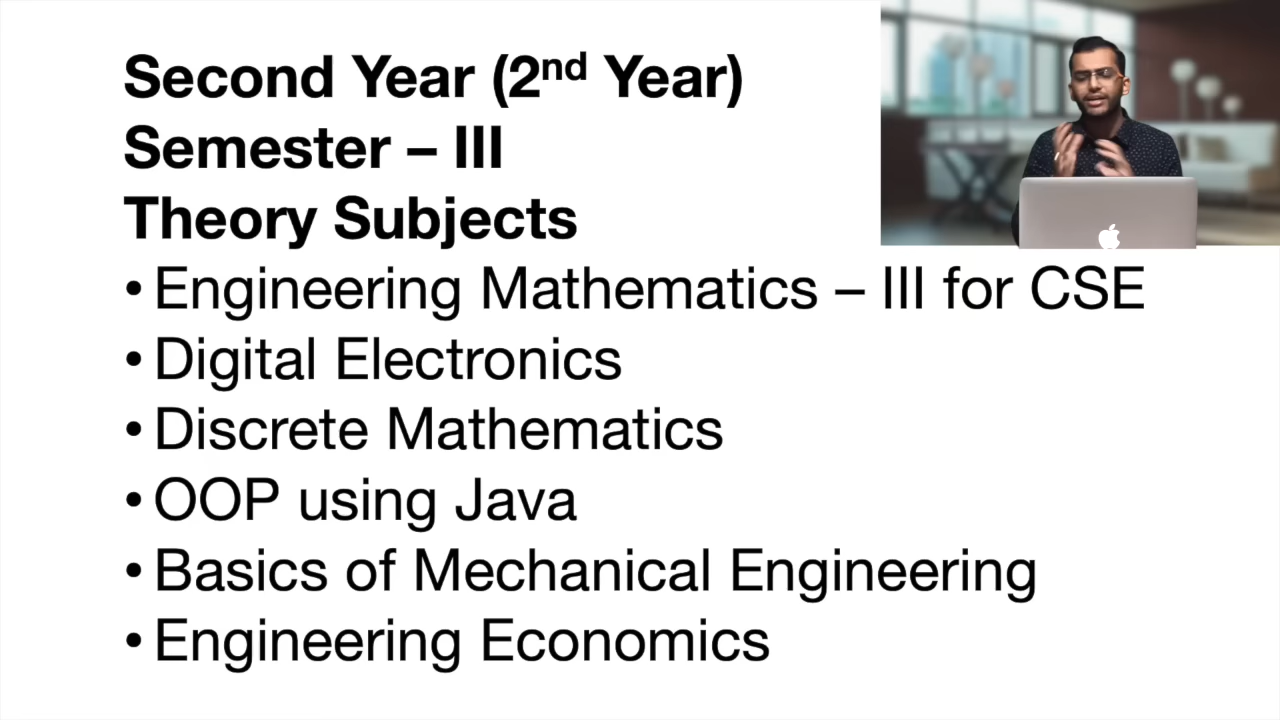 Second Year (2nd Year)
Semester – III
Theory Subjects
• Engineering Mathematics – III for CSE
• Digital Electronics
• Discrete Mathematics
• OOP using Java
• Basics of Mechanical Engineering
• Engineering Economics